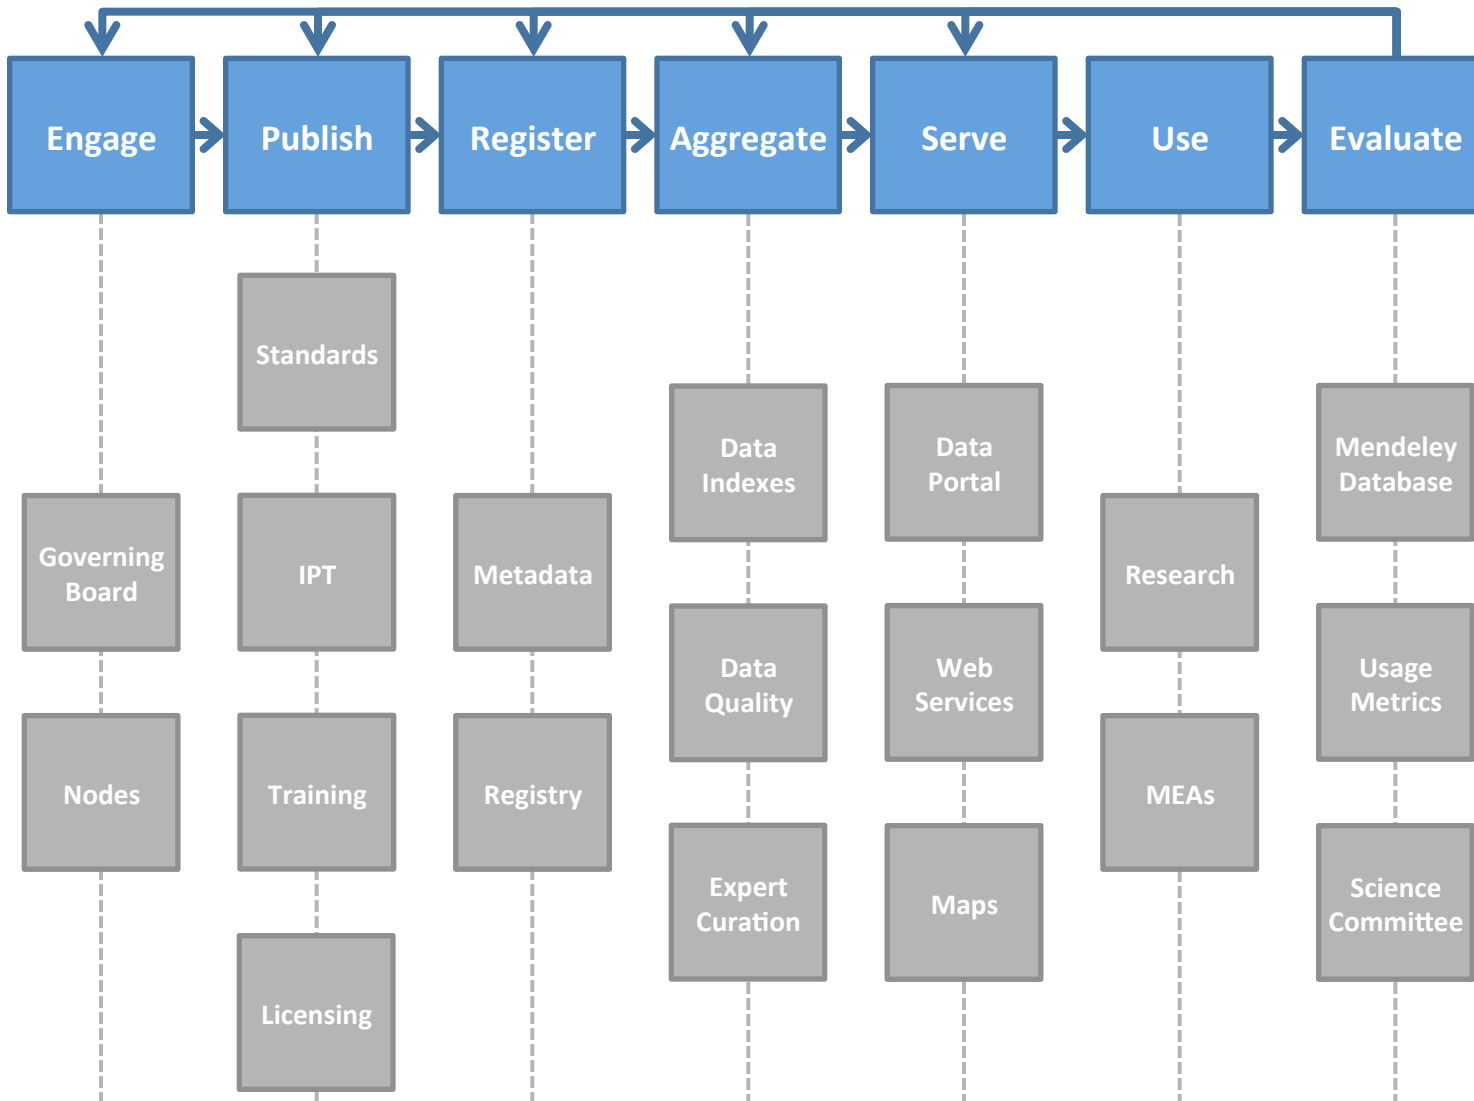 Engage
Publish
Register
Aggregate
Serve
Use
Evaluate
Governing
Board
Nodes
Standards
IPT
Training
Licensing
Metadata
Registry
Data
Indexes
Data
Quality
Expert
Curation
Data
Portal
Web
Services
Maps
Research
MEAs
Mendeley
Database
Usage
Metrics
Science
Committee